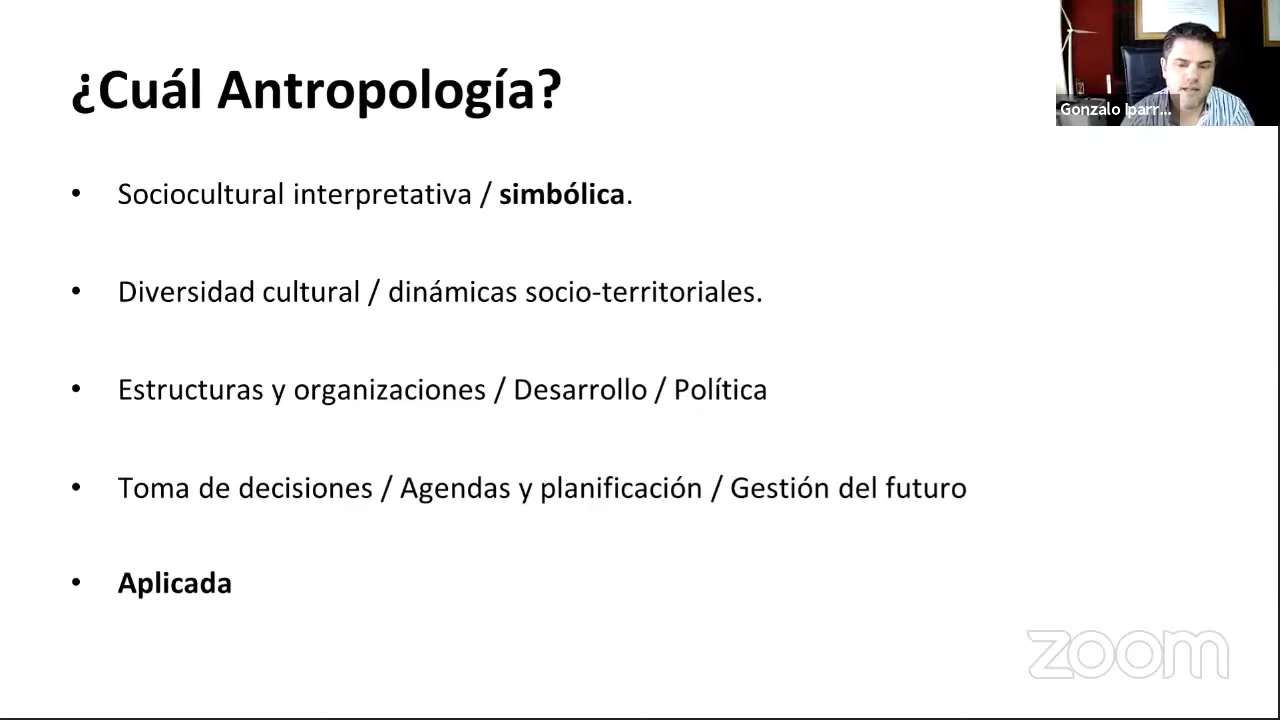 ¿Cuál Antropología?
Gonzalo Iparr...
• Sociocultural interpretativa / simbólica.
• Diversidad cultural / dinámicas socio-territoriales.
• Estructuras y organizaciones / Desarrollo / Política
• Toma de decisiones / Agendas y planificación / Gestión del futuro
• Aplicada
zoom